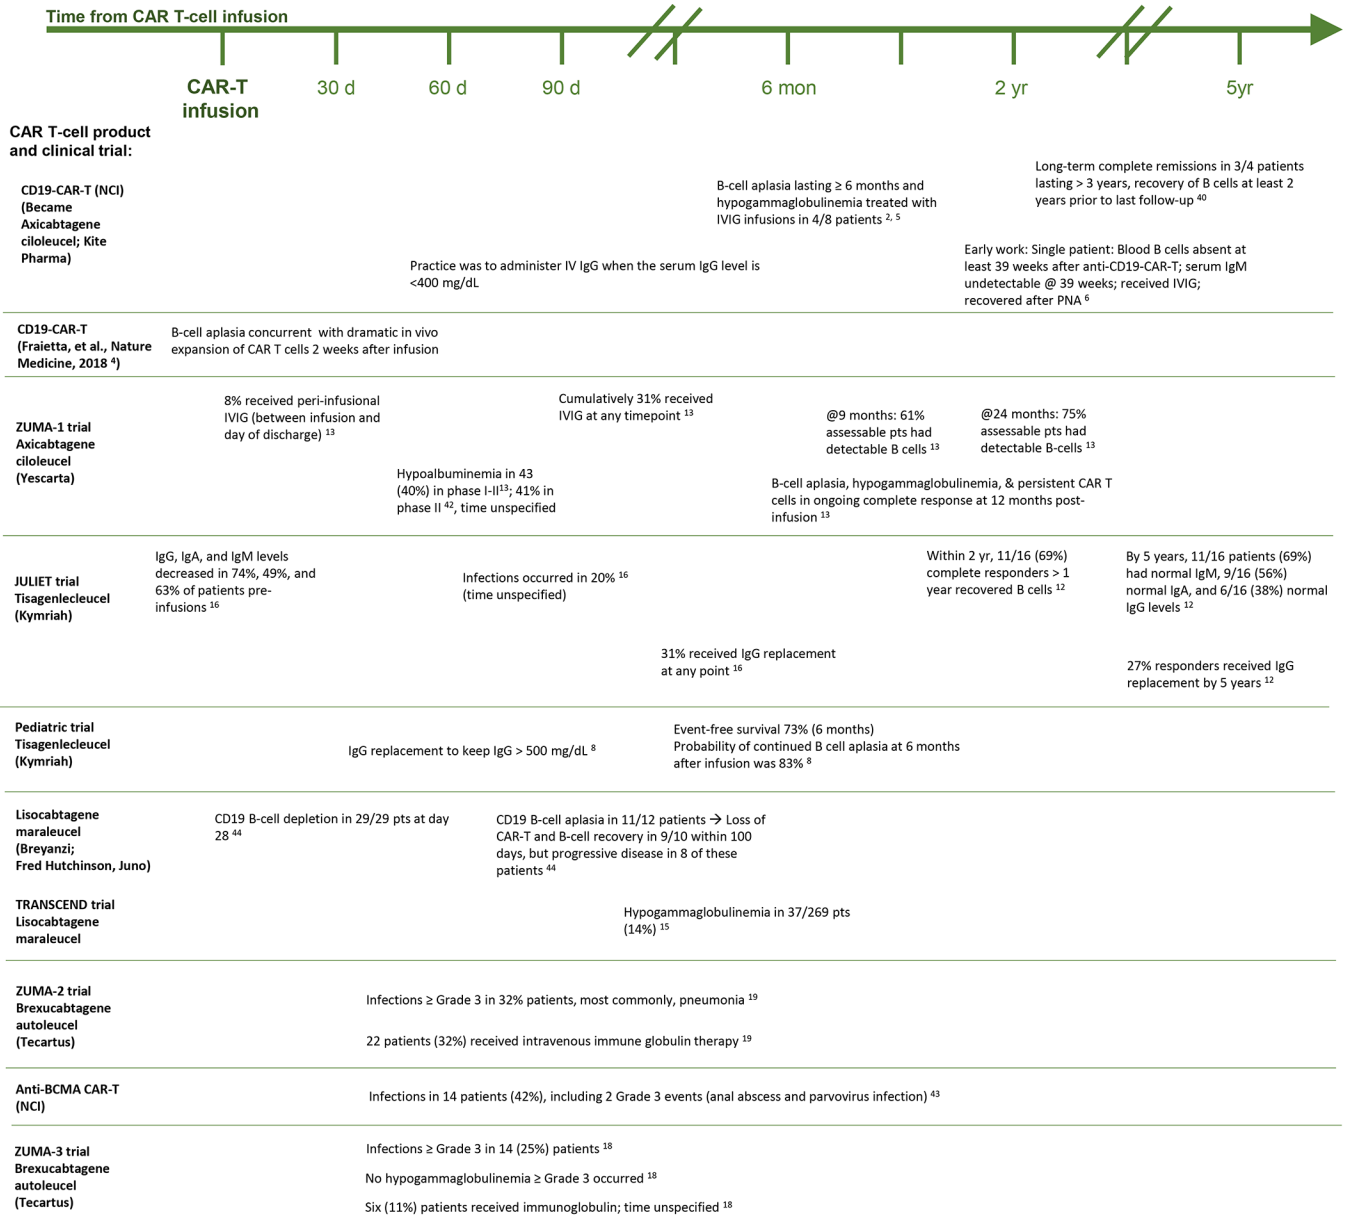 Time from CAR T-cell infusion
CAR-T
infusion
30 d
60 d
90 d
6 mon
2 yr
5yr
CAR T-cell product
and clinical trial:
CD19-CAR-T (NCI)
(Became
Axicabtagene
ciloleucel; Kite
Pharma)
B-cell aplasia lasting ≥ 6 months and
hypogammaglobulinemia treated with
IVIG infusions in 4/8 patients 2, 5
Long-term complete remissions in 3/4 patients
lasting > 3 years, recovery of B cells at least 2
years prior to last follow-up 40
Practice was to administer IV IgG when the serum IgG level is
<400 mg/dL
Early work: Single patient: Blood B cells absent at
least 39 weeks after anti-CD19-CAR-T; serum IgM
undetectable @ 39 weeks; received IVIG;
recovered after PNA 6
CD19-CAR-T
(Fraietta, et al., Nature
Medicine, 2018 4)
B-cell aplasia concurrent with dramatic in vivo
expansion of CAR T cells 2 weeks after infusion
ZUMA-1 trial
Axicabtagene
ciloleucel
(Yescarta)
8% received peri-infusional
IVIG (between infusion and
day of discharge) 13
Cumulatively 31% received
IVIG at any timepoint 13
@9 months: 61%
assessable pts had
detectable B cells 13
@24 months: 75%
assessable pts had
detectable B-cells 13
Hypoalbuminemia in 43
(40%) in phase I-II13; 41% in
phase II 42, time unspecified
B-cell aplasia, hypogammaglobulinemia, & persistent CAR T
cells in ongoing complete response at 12 months post-
infusion 13
JULIET trial
Tisagenlecleucel
(Kymriah)
IgG, IgA, and IgM levels
decreased in 74%, 49%, and
63% of patients pre-
infusions 16
Infections occurred in 20% 16
(time unspecified)
Within 2 yr, 11/16 (69%)
complete responders > 1
year recovered B cells 12
By 5 years, 11/16 patients (69%)
had normal IgM, 9/16 (56%)
normal IgA, and 6/16 (38%) normal
IgG levels 12
31% received IgG replacement
at any point 16
27% responders received IgG
replacement by 5 years 12
Pediatric trial
Tisagenlecleucel
(Kymriah)
IgG replacement to keep IgG > 500 mg/dL 8
Event-free survival 73% (6 months)
Probability of continued B cell aplasia at 6 months
after infusion was 83% 8
Lisocabtagene
maraleucel
(Breyanzi;
Fred Hutchinson, Juno)
CD19 B-cell depletion in 29/29 pts at day
28 44
CD19 B-cell aplasia in 11/12 patients → Loss of
CAR-T and B-cell recovery in 9/10 within 100
days, but progressive disease in 8 of these
patients 44
TRANSCEND trial
Lisocabtagene
maraleucel
Hypogammaglobulinemia in 37/269 pts
(14%) 15
ZUMA-2 trial
Brexucabtagene
autoleucel
(Tecartus)
Infections ≥ Grade 3 in 32% patients, most commonly, pneumonia 19
22 patients (32%) received intravenous immune globulin therapy 19
Anti-BCMA CAR-T
(NCI)
Infections in 14 patients (42%), including 2 Grade 3 events (anal abscess and parvovirus infection) 43
ZUMA-3 trial
Brexucabtagene
autoleucel
(Tecartus)
Infections ≥ Grade 3 in 14 (25%) patients 18
No hypogammaglobulinemia ≥ Grade 3 occurred 18
Six (11%) patients received immunoglobulin; time unspecified 18